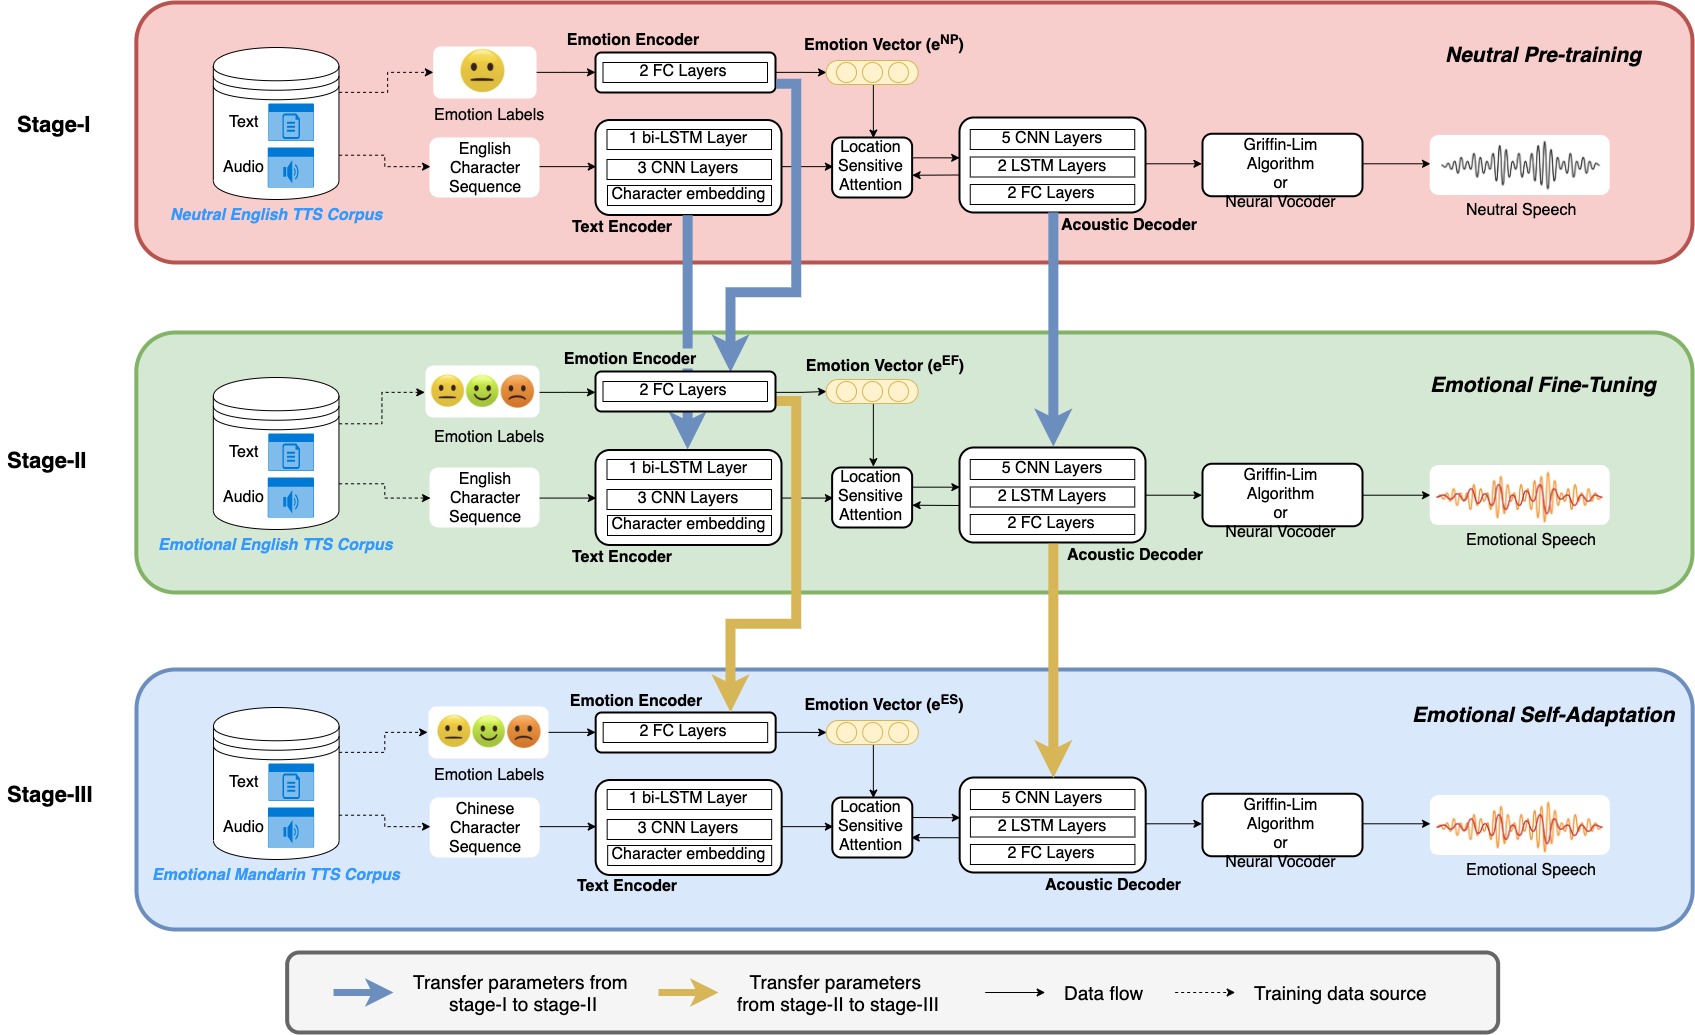 Stage-I
Neutral Pre-training
Emotion Encoder
2 FC Layers
Emotion Vector (eNP)
Emotion Labels
Text
Audio
Neutral English TTS Corpus
English
Character
Sequence
1 bi-LSTM Layer
3 CNN Layers
Character embedding
Text Encoder
Location
Sensitive
Attention
5 CNN Layers
2 LSTM Layers
2 FC Layers
Acoustic Decoder
Griffin-Lim
Algorithm
or
Neural Vocoder
Neutral Speech
Stage-II
Emotional Fine-Tuning
Emotion Encoder
2 FC Layers
Emotion Vector (eEF)
Emotion Labels
Text
Audio
Emotional English TTS Corpus
English
Character
Sequence
1 bi-LSTM Layer
3 CNN Layers
Character embedding
Text Encoder
Location
Sensitive
Attention
5 CNN Layers
2 LSTM Layers
2 FC Layers
Acoustic Decoder
Griffin-Lim
Algorithm
or
Neural Vocoder
Emotional Speech
Stage-III
Emotional Self-Adaptation
Emotion Encoder
2 FC Layers
Emotion Vector (eES)
Emotion Labels
Text
Audio
Emotional Mandarin TTS Corpus
Chinese
Character
Sequence
1 bi-LSTM Layer
3 CNN Layers
Character embedding
Text Encoder
Location
Sensitive
Attention
5 CNN Layers
2 LSTM Layers
2 FC Layers
Acoustic Decoder
Griffin-Lim
Algorithm
or
Neural Vocoder
Emotional Speech
Transfer parameters from
stage-I to stage-II
Transfer parameters
from stage-II to stage-III
Data flow
Training data source